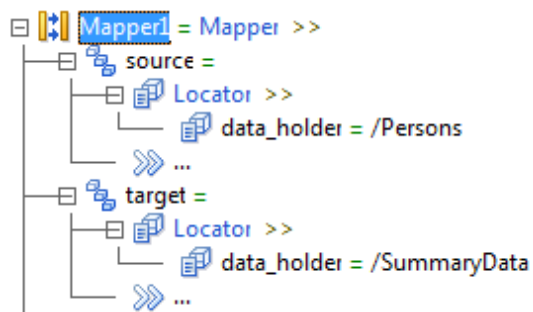 Mapper1 = Mapper >>
source =
Locator >>
data_holder = /Persons
>> ...
target =
Locator >>
data_holder = /SummaryData
>> ...